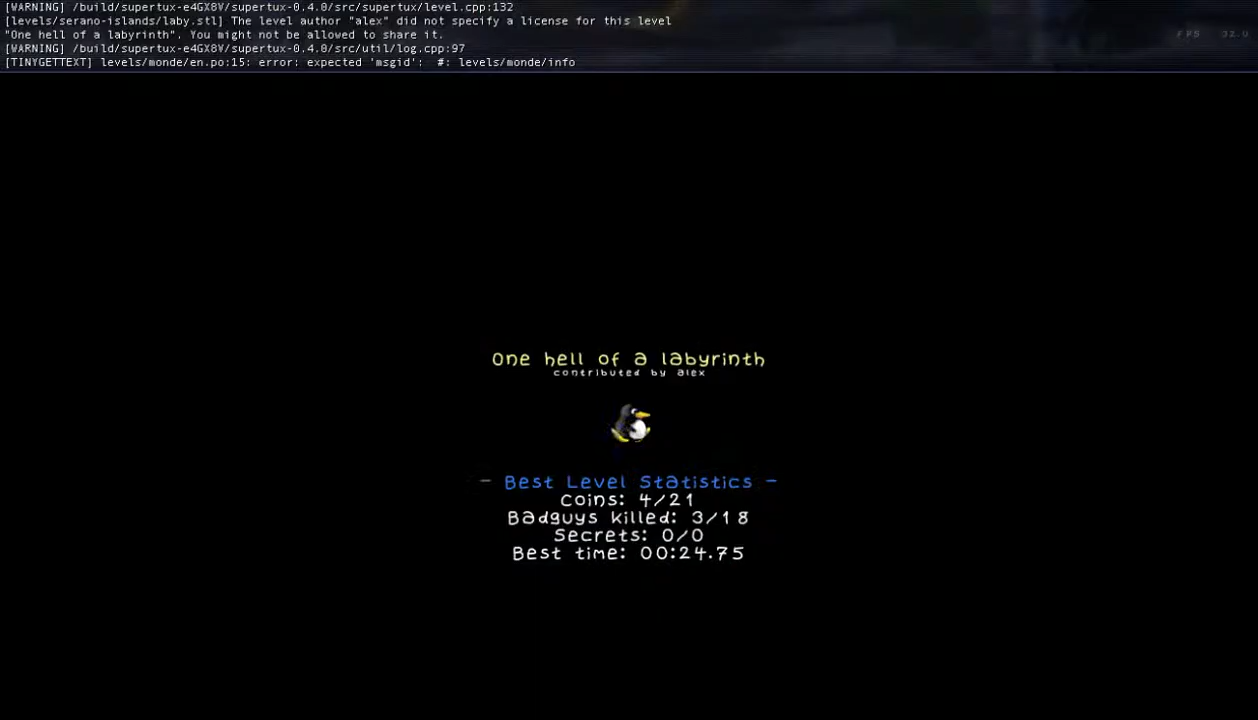 [WARNING] /build/supertux-e4GX8V/supertux-0.4.0/src/supertux/level.cpp:132
[levels/serano-islands/laby.stl] The level author "alex" did not specify a license for this level
"One hell of a labyrinth". You might not be allowed to share it.
FPS 32.0
[WARNING] /build/supertux-e4GX8V/supertux-0.4.0/src/util/log.cpp:97
[TINYGETTEXT] levels/monde/en.po:15: error: expected 'msgid':  #: levels/monde/info
One hell of a labyrinth
contributed by alex
- Best Level Statistics -
Coins: 4/21
Badguys killed: 3/18
Secrets: 0/0
Best time: 00:24.75